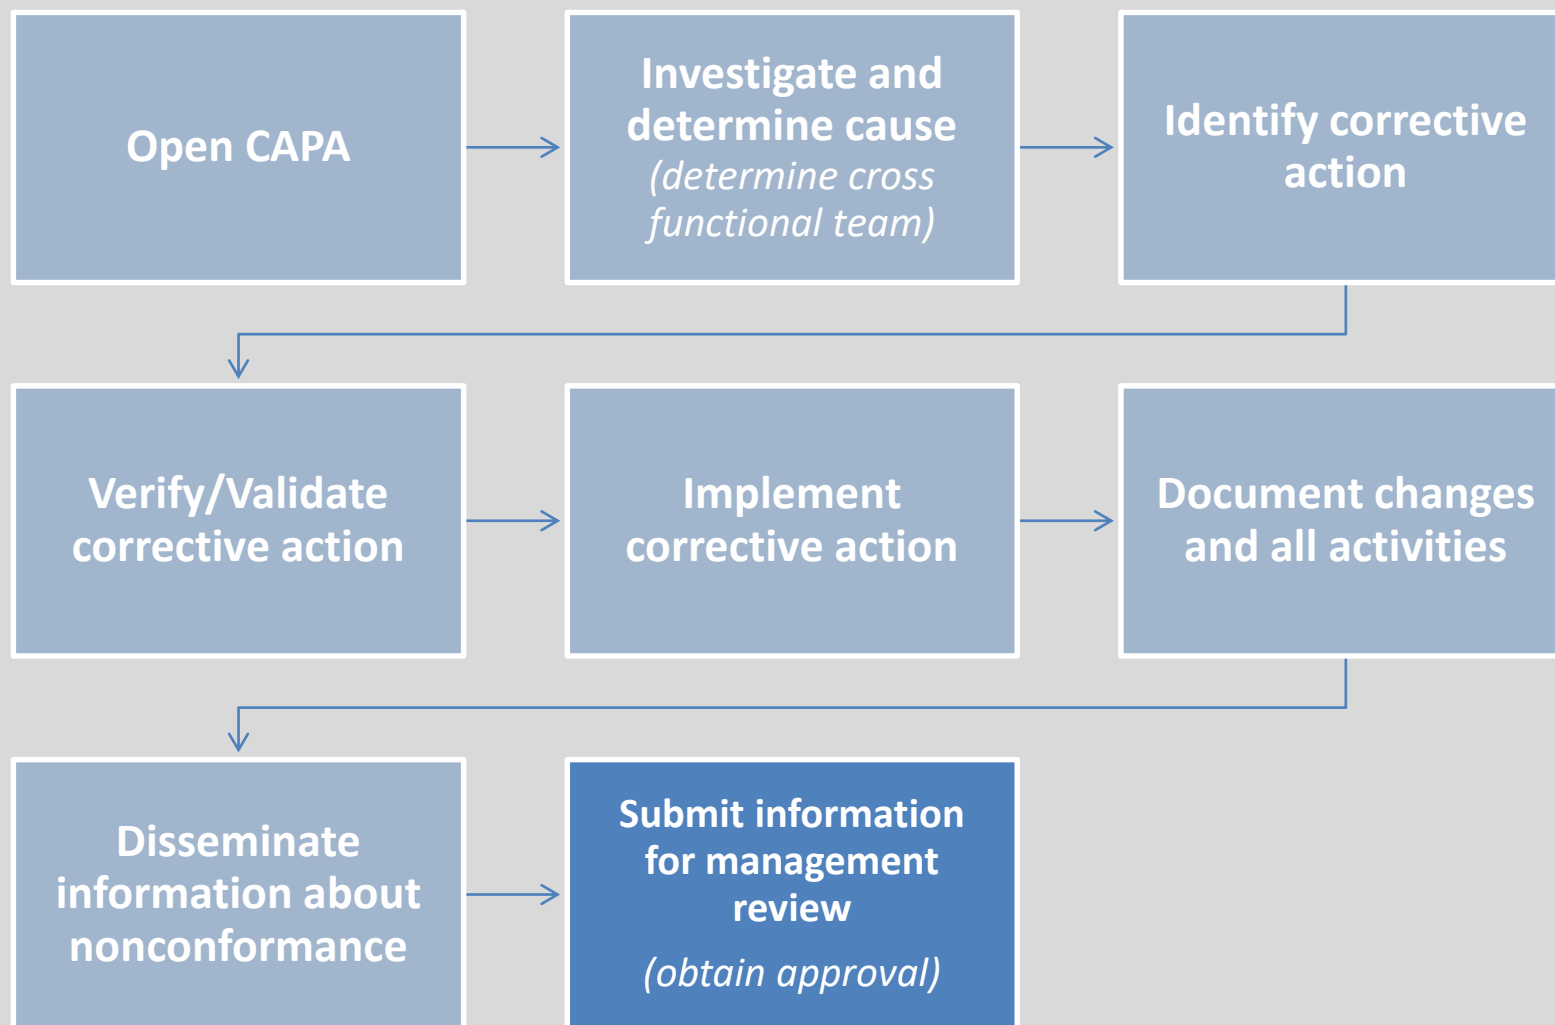 Open CAPA
Investigate and
determine cause
(determine cross
functional team)
Identify corrective
action
Verify/Validate
corrective action
Implement
corrective action
Document changes
and all activities
Disseminate
information about
nonconformance
Submit information
for management
review
(obtain approval)